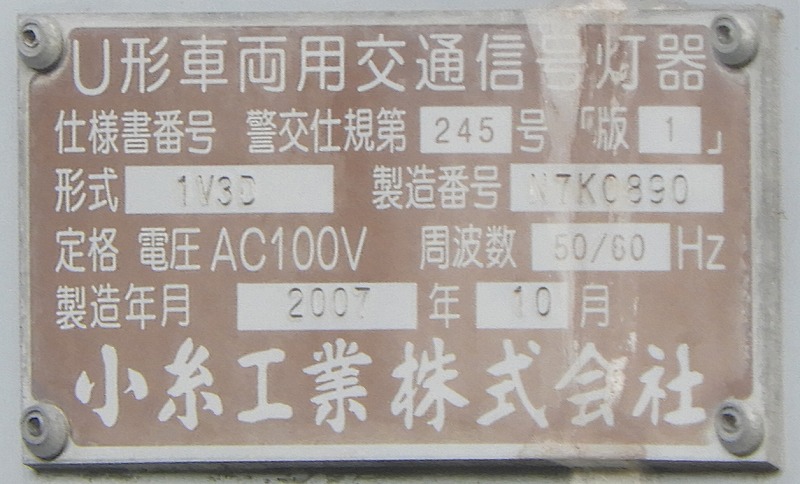 U形車両用交通信号灯器
仕様書番号 警交仕規第 245 号 「版 1 」
形式 1V3D 製造番号 N7K0890
定格 電圧 AC100V 周波数 50/60 Hz
製造年月 2007 年 10 月
小糸工業株式会社